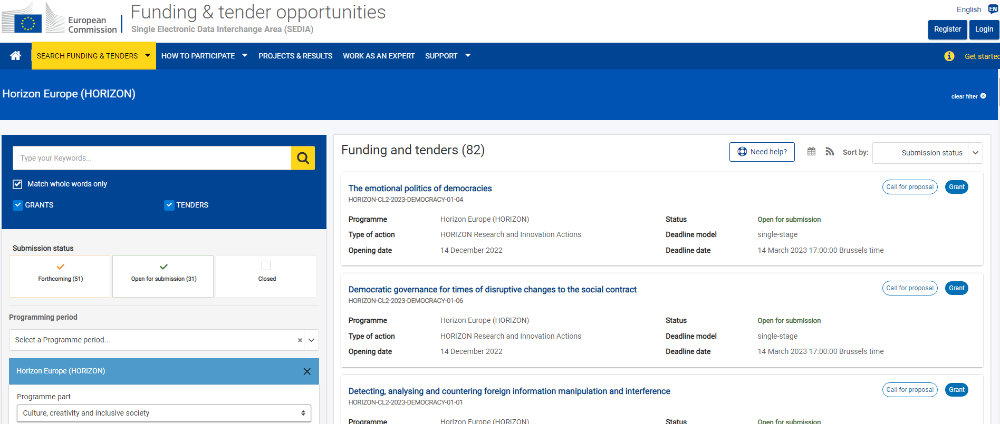 European
Commission
Funding & tender opportunities
Single Electronic Data Interchange Area (SEDIA)
English EN
Register Login
SEARCH FUNDING & TENDERS HOW TO PARTICIPATE PROJECTS & RESULTS WORK AS AN EXPERT SUPPORT Get started
Horizon Europe (HORIZON)
clear filter
Type your Keywords...
Match whole words only
GRANTS TENDERS
Submission status
Forthcoming (51) Open for submission (31) Closed
Programming period
Select a Programme period...
Horizon Europe (HORIZON)
Programme part
Culture, creativity and inclusive society
Funding and tenders (82)
Need help? Sort by: Submission status
The emotional politics of democracies Call for proposal Grant
HORIZON-CL2-2023-DEMOCRACY-01-04
Programme Horizon Europe (HORIZON) Status Open for submission
Type of action HORIZON Research and Innovation Actions Deadline model single-stage
Opening date 14 December 2022 Deadline date 14 March 2023 17:00:00 Brussels time
Democratic governance for times of disruptive changes to the social contract Call for proposal Grant
HORIZON-CL2-2023-DEMOCRACY-01-06
Programme Horizon Europe (HORIZON) Status Open for submission
Type of action HORIZON Research and Innovation Actions Deadline model single-stage
Opening date 14 December 2022 Deadline date 14 March 2023 17:00:00 Brussels time
Detecting, analysing and countering foreign information manipulation and interference Call for proposal Grant
HORIZON-CL2-2023-DEMOCRACY-01-01
Programme Horizon Europe (HORIZON) Status Open for submission